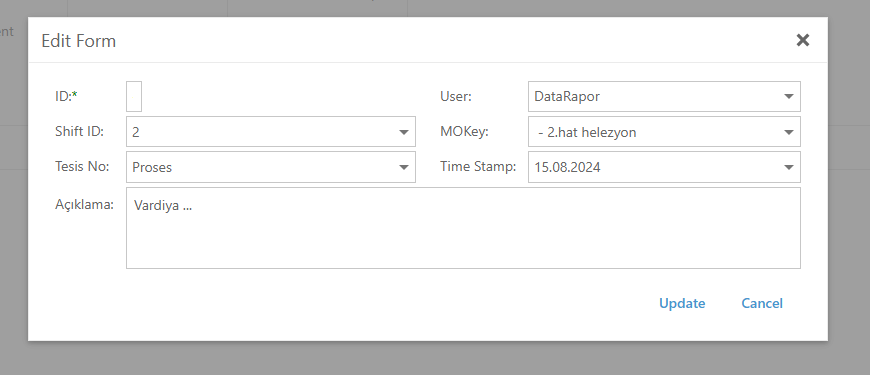 ent
Edit Form
ID:*
User: DataRapor
Shift ID: 2
MOKey: - 2.hat helezyon
Tesis No: Proses
Time Stamp: 15.08.2024
Açıklama: Vardiya ...
Update Cancel